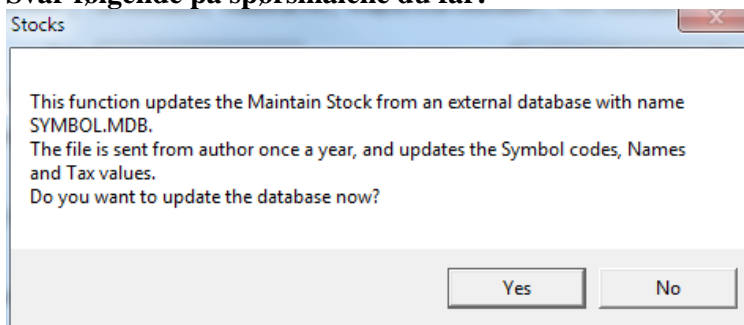 Svar følgende på spørsmålene du får:
Stocks
This function updates the Maintain Stock from an external database with name
SYMBOL.MDB.
The file is sent from author once a year, and updates the Symbol codes, Names
and Tax values.
Do you want to update the database now?
Yes No